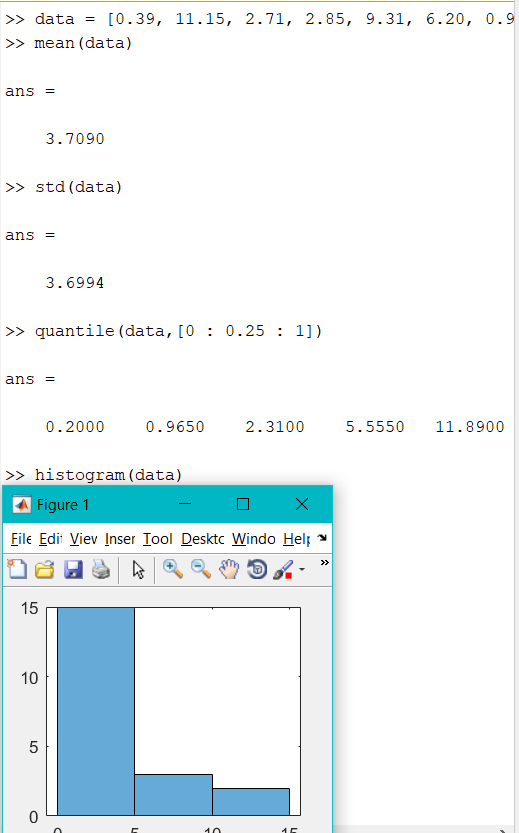 >> data = [0.39, 11.15, 2.71, 2.85, 9.31, 6.20, 0.9
>> mean(data)
ans =
3.7090
>> std(data)
ans =
3.6994
>> quantile(data,[0 : 0.25 : 1])
ans =
0.2000 0.9650 2.3100 5.5550 11.8900
>> histogram(data)
Figure 1
File Edit View Inser Tool Deskto Windo Help
15
10
5
0
0 5 10 15